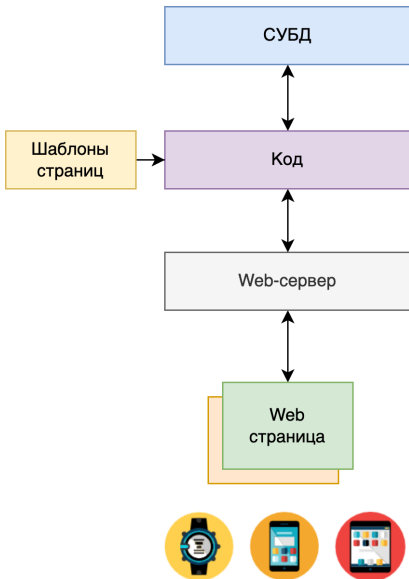 СУБД
Шаблоны
страниц
Код
Web-сервер
Web
страница